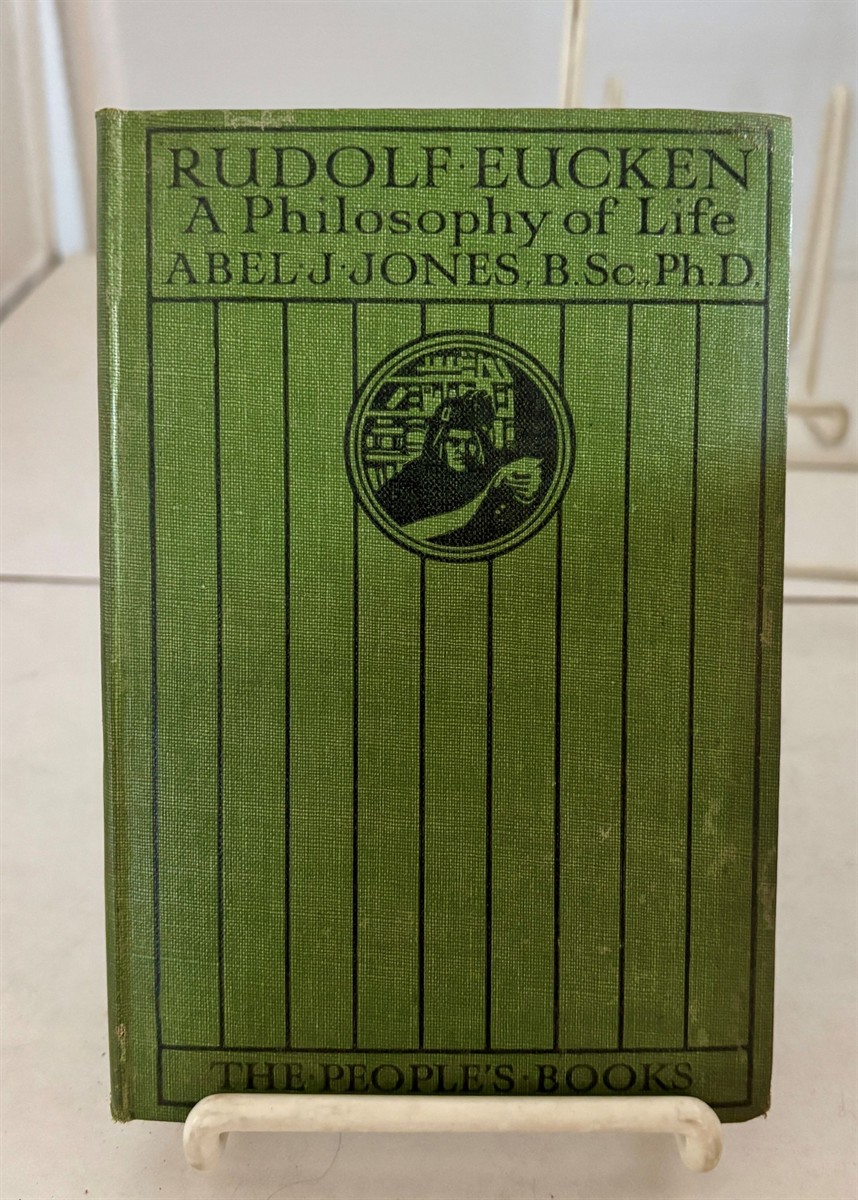 RUDOLF·EUCKEN
A Philosophy of Life
ABEL·J·JONES, B.Sc., Ph.D.
THE·PEOPLE'S·BOOKS